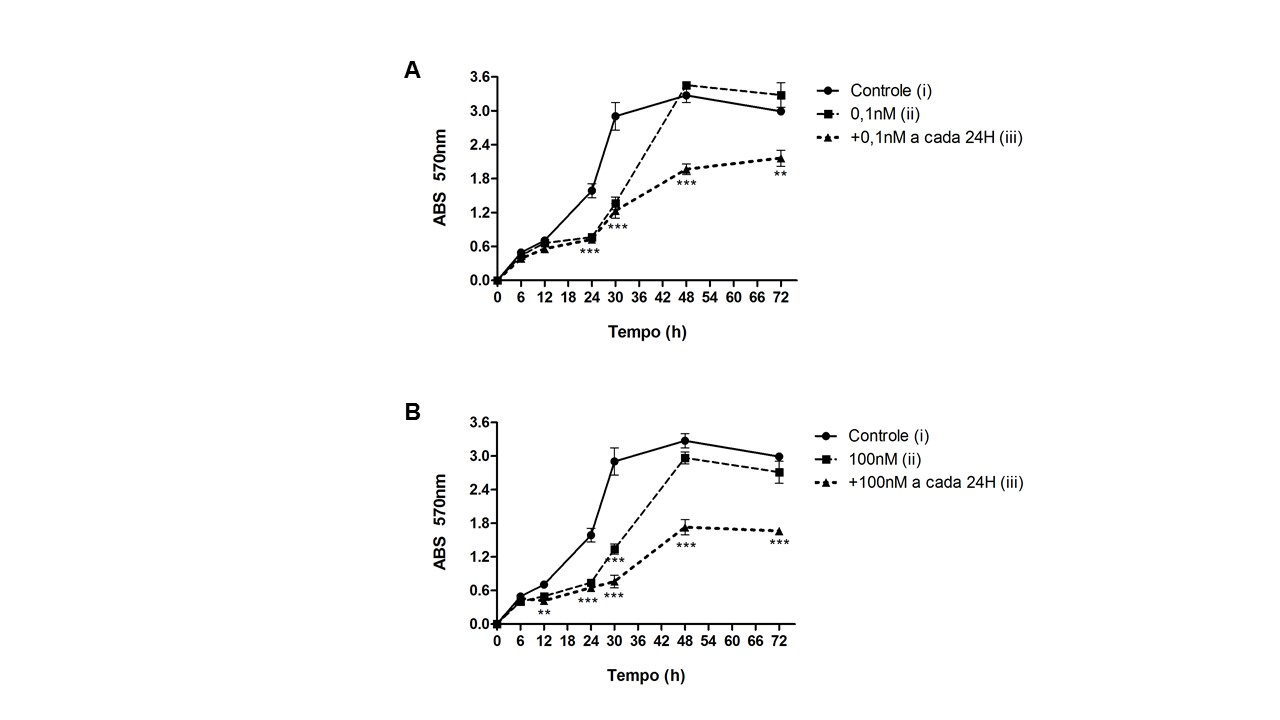 A
3.6
3.0
2.4
1.8
1.2
0.6
0.0
ABS 570nm
0 6 12 18 24 30 36 42 48 54 60 66 72
Tempo (h)
*** *** *** **
Controle (i)
0,1nM (ii)
+0,1nM a cada 24H (iii)
B
3.6
3.0
2.4
1.8
1.2
0.6
0.0
ABS 570nm
0 6 12 18 24 30 36 42 48 54 60 66 72
Tempo (h)
** *** *** *** *** ***
Controle (i)
100nM (ii)
+100nM a cada 24H (iii)